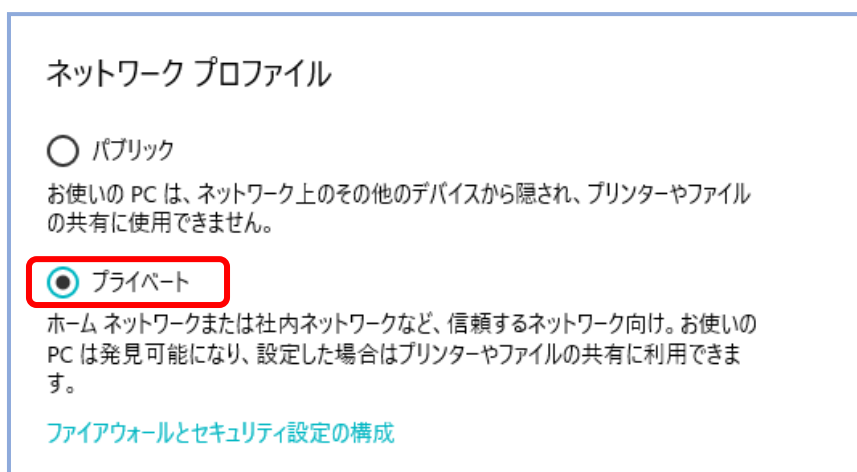 ネットワーク プロファイル
パブリック
お使いの PC は、ネットワーク上のその他のデバイスから隠され、プリンターやファイル
の共有に使用できません。
プライベート
ホーム ネットワークまたは社内ネットワークなど、信頼するネットワーク向け。お使いの
PC は発見可能になり、設定した場合はプリンターやファイルの共有に利用できま
す。
ファイアウォールとセキュリティ設定の構成